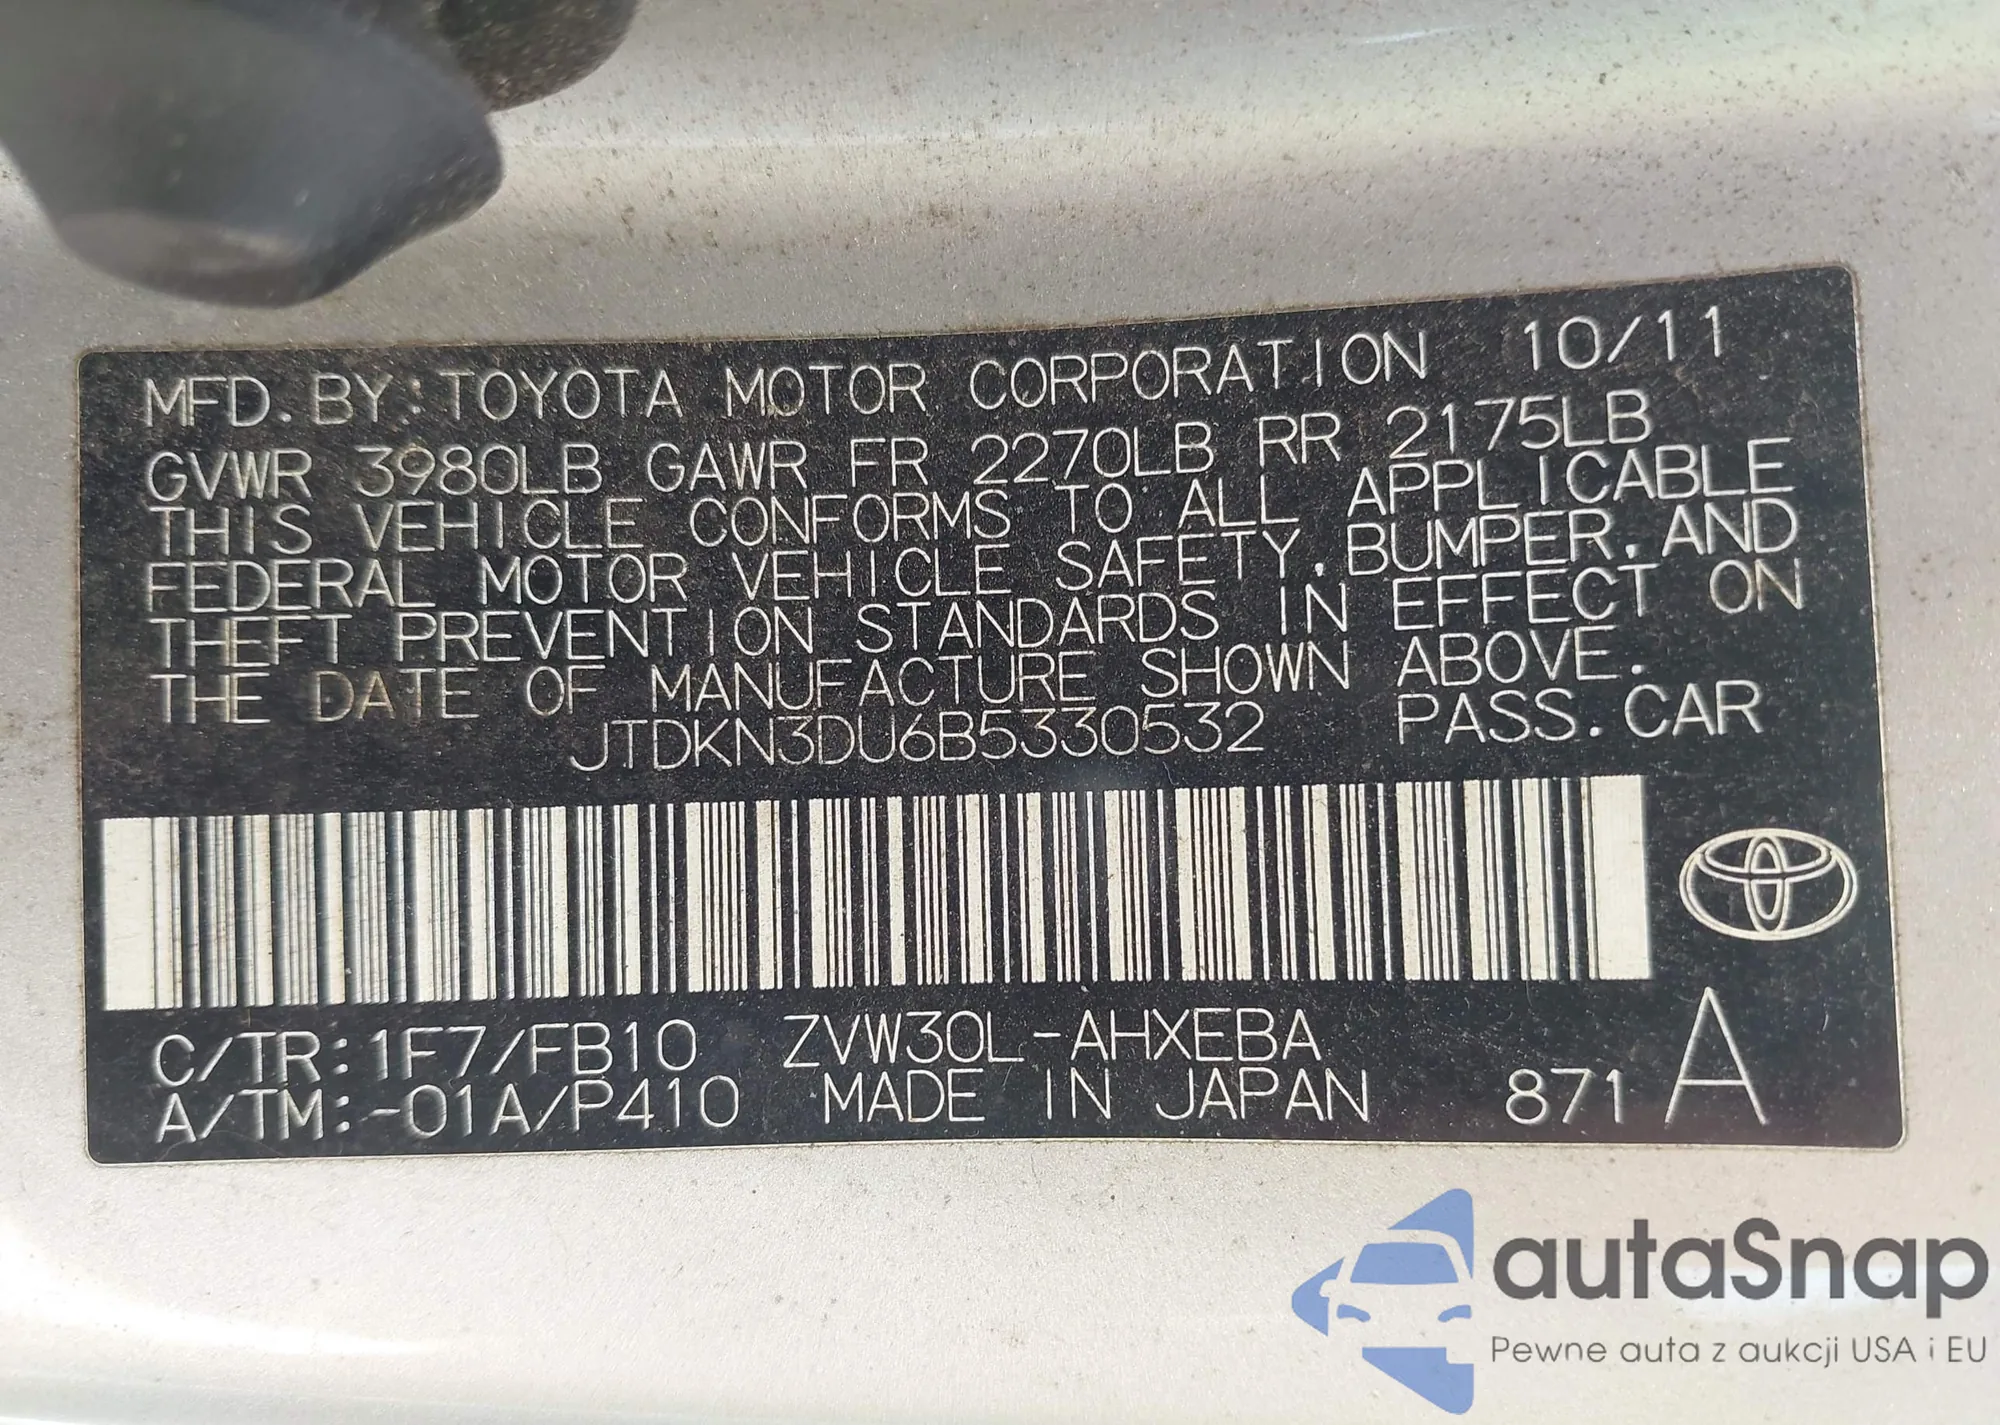 MFD. BY: TOYOTA MOTOR CORPORATION 10/11
GVWR 3980LB GAWR FR 2270LB RR 2175LB
THIS VEHICLE CONFORMS TO ALL APPLICABLE
FEDERAL MOTOR VEHICLE SAFETY, BUMPER, AND
THEFT PREVENTION STANDARDS IN EFFECT ON
THE DATE OF MANUFACTURE SHOWN ABOVE.
JTDKN3DU6B5330532 PASS. CAR
C/TR: 1F7/FB10 ZVW30L-AHXEBA
A/TM: -01A/P410 MADE IN JAPAN 871 A
autaSnap
Pewne auta z aukcji USA i EU